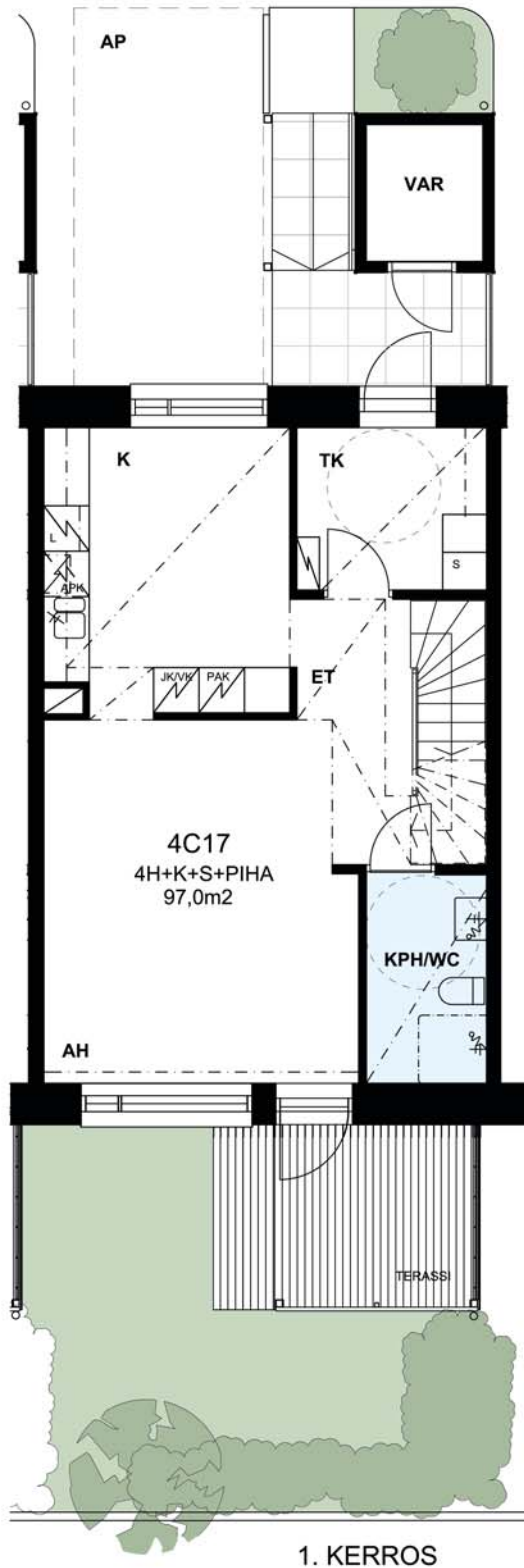 AP
VAR
K
TK
L
APK
S
JK/VK
PAK
ET
4C17
4H+K+S+PIHA
97,0m2
KPH/WC
AH
TERASSI
1. KERROS